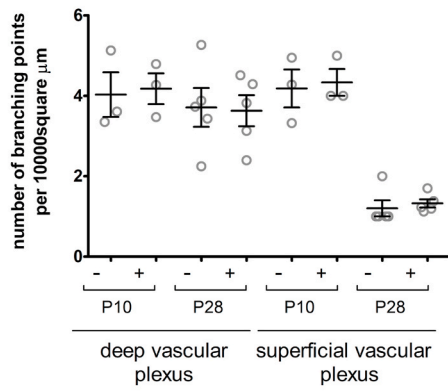 number of branching points
per 10000square µm
6
4
2
0
- + - + - + - +
P10 P28 P10 P28
deep vascular superficial vascular
plexus plexus